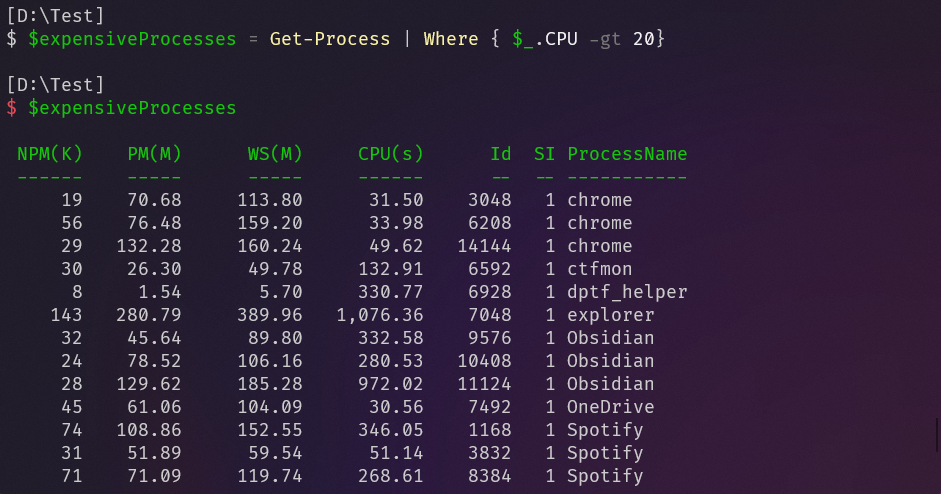 [D:\Test]
$ $expensiveProcesses = Get-Process | Where { $_.CPU -gt 20}

[D:\Test]
$ $expensiveProcesses

 NPM(K)    PM(M)      WS(M)     CPU(s)      Id  SI ProcessName
 ------    -----      -----     ------      --  -- -----------
     19    70.68     113.80      31.50    3048   1 chrome
     56    76.48     159.20      33.98    6208   1 chrome
     29   132.28     160.24      49.62   14144   1 chrome
     30    26.30      49.78     132.91    6592   1 ctfmon
      8     1.54       5.70     330.77    6928   1 dptf_helper
    143   280.79     389.96   1,076.36    7048   1 explorer
     32    45.64      89.80     332.58    9576   1 Obsidian
     24    78.52     106.16     280.53   10408   1 Obsidian
     28   129.62     185.28     972.02   11124   1 Obsidian
     45    61.06     104.09      30.56    7492   1 OneDrive
     74   108.86     152.55     346.05    1168   1 Spotify
     31    51.89      59.54      51.14    3832   1 Spotify
     71    71.09     119.74     268.61    8384   1 Spotify